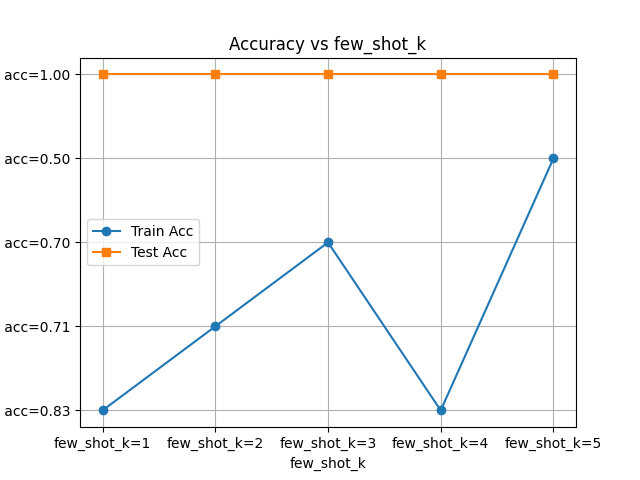 Accuracy vs few_shot_k
acc=1.00
acc=0.50
acc=0.70
acc=0.71
acc=0.83
Train Acc
Test Acc
few_shot_k=1 few_shot_k=2 few_shot_k=3 few_shot_k=4 few_shot_k=5
few_shot_k